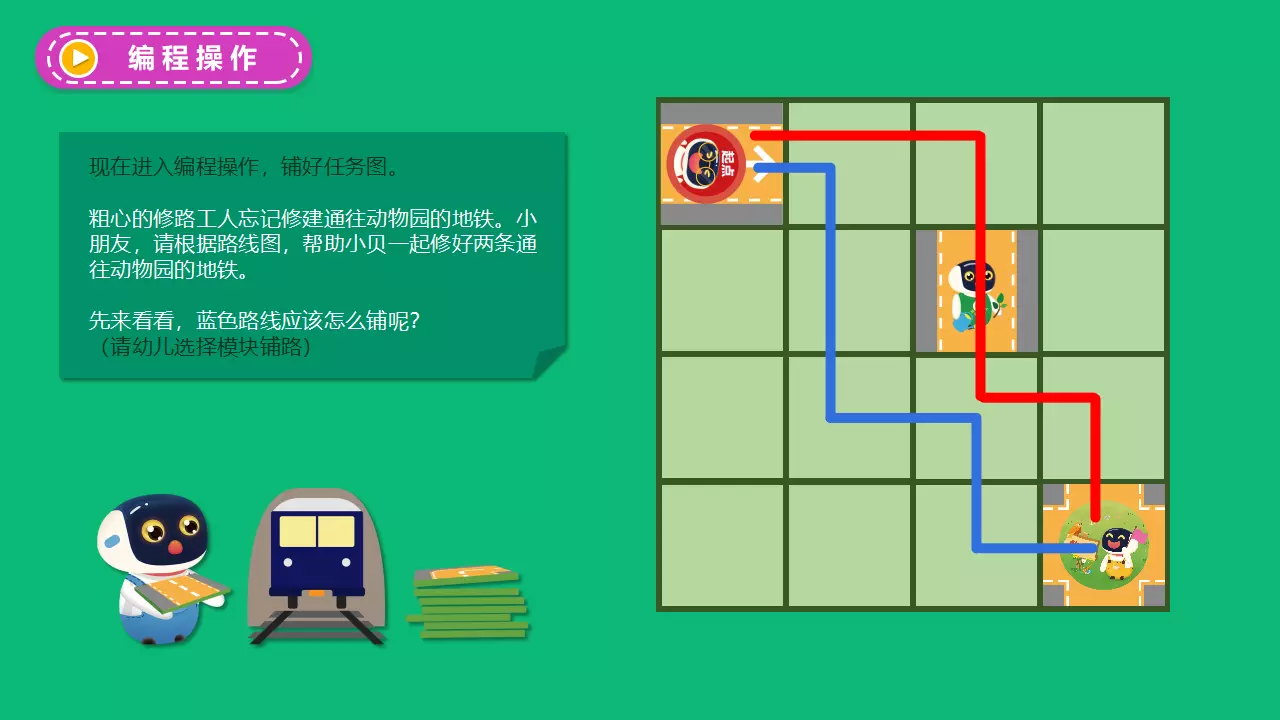 编程操作
现在进入编程操作，铺好任务图。
粗心的修路工人忘记修建通往动物园的地铁。小
朋友，请根据路线图，帮助小贝一起修好两条通
往动物园的地铁。
先来看看，蓝色路线应该怎么铺呢？
（请幼儿选择模块铺路）
起点